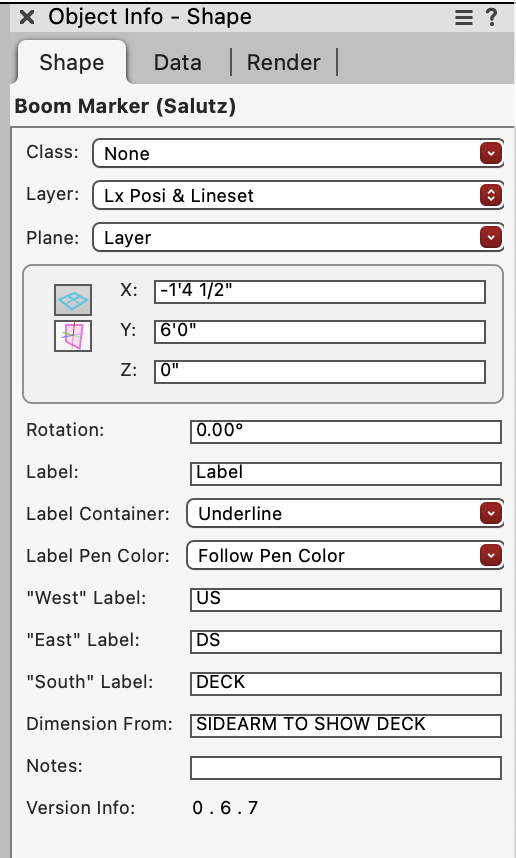 Object Info - Shape ?
Shape Data Render
Boom Marker (Salutz)
Class: None
Layer: Lx Posi & Lineset
Plane: Layer
X: -1'4 1/2"
Y: 6'0"
Z: 0"
Rotation: 0.00°
Label: Label
Label Container: Underline
Label Pen Color: Follow Pen Color
"West" Label: US
"East" Label: DS
"South" Label: DECK
Dimension From: SIDEARM TO SHOW DECK
Notes:
Version Info: 0 . 6 . 7